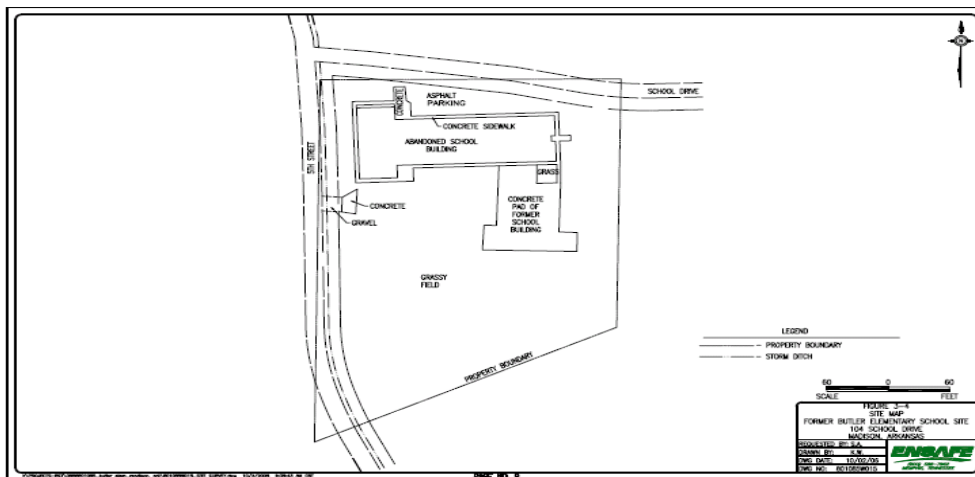 SCHOOL DRIVE
ASPHALT
PARKING
CONCRETE
CONCRETE SIDEWALK
ABANDONED SCHOOL
BUILDING
5TH STREET
GRASS
CONCRETE
PAD OF
FORMER
SCHOOL
BUILDING
CONCRETE
GRAVEL
GRASSY
FIELD
PROPERTY BOUNDARY
LEGEND
- PROPERTY BOUNDARY
- STORM DITCH
60 0 60
SCALE FEET
FIGURE 3-4
SITE MAP
FORMER BUTLER ELEMENTARY SCHOOL SITE
104 SCHOOL DRIVE
MADISON, ARKANSAS
REQUESTED BY: S.A.
DRAWN BY: K.W.
DWG DATE:
DWG NO:
ENSAFE